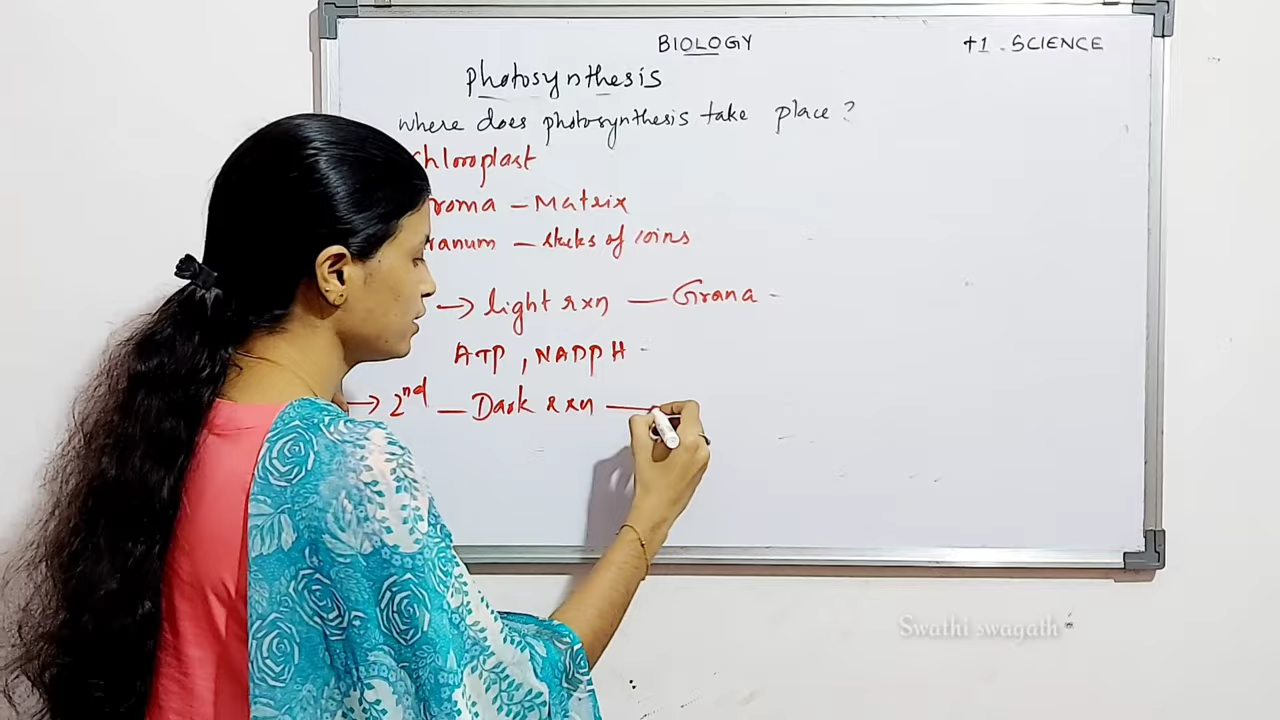 BIOLOGY
+1. SCIENCE
photosynthesis
where does photosynthesis take place?
chloroplast
roma - Matrix
ranum - stacks of coins
→ light rxn - Grana -
ATP, NADPH -
→ 2nd - Dark rxn -
Swathi swagath